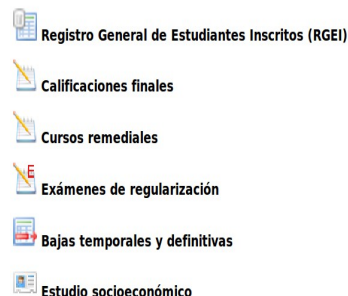 Registro General de Estudiantes Inscritos (RGEI)
Calificaciones finales
Cursos remediales
E
Exámenes de regularización
Bajas temporales y definitivas
Estudio socioeconómico